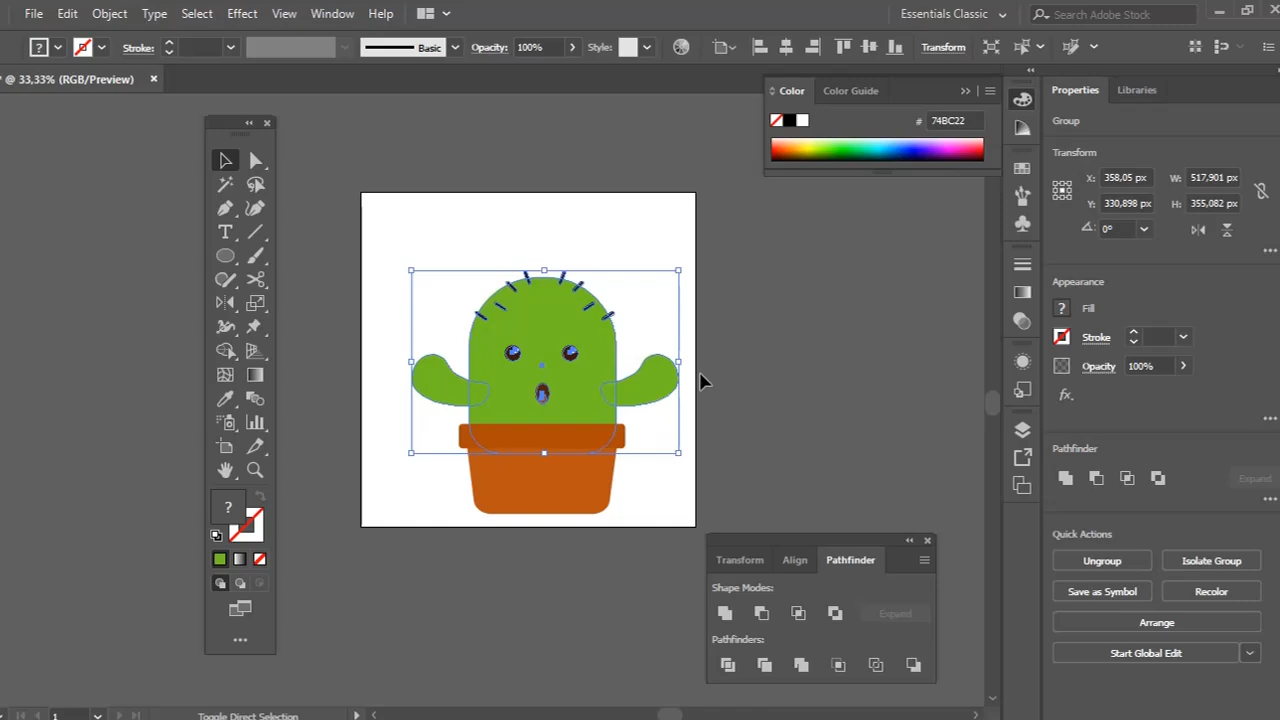 File Edit Object Type Select Effect View Window Help Essentials Classic Search Adobe Stock
? Stroke: Basic Opacity: 100% Style: Transform
@ 33,33% (RGB/Preview) ×
Color Color Guide
# 74BC22
Properties Libraries
Group
Transform
X: 358,05 px W: 517,901 px
Y: 330,898 px H: 355,082 px
0°
Appearance
? Fill
Stroke
Opacity 100%
fx.
Pathfinder
Expand
Quick Actions
Ungroup Isolate Group
Save as Symbol Recolor
Arrange
Start Global Edit
T
?
Transform Align Pathfinder
Shape Modes:
Expand
Pathfinders:
1 Toggle Direct Selection